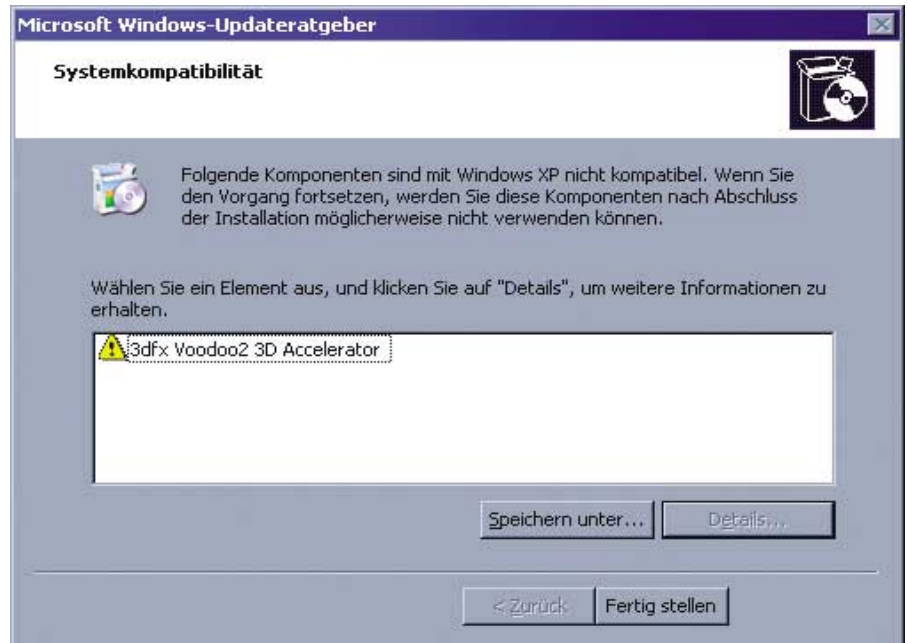 Microsoft Windows-Updateratgeber
Systemkompatibilität
Folgende Komponenten sind mit Windows XP nicht kompatibel. Wenn Sie
den Vorgang fortsetzen, werden Sie diese Komponenten nach Abschluss
der Installation möglicherweise nicht verwenden können.
Wählen Sie ein Element aus, und klicken Sie auf "Details", um weitere Informationen zu
erhalten.
3dfx Voodoo2 3D Accelerator
Speichern unter... Details...
< Zurück Fertig stellen